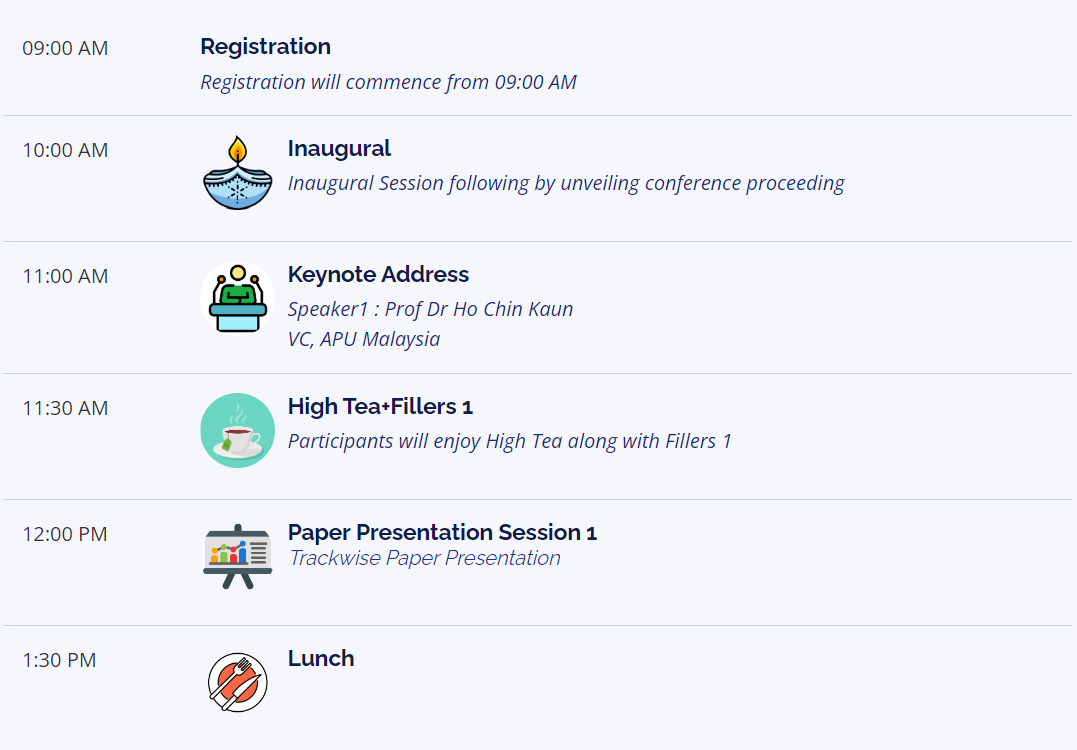 09:00 AM
Registration
Registration will commence from 09:00 AM
10:00 AM
Inaugural
Inaugural Session following by unveiling conference proceeding
11:00 AM
Keynote Address
Speaker1 : Prof Dr Ho Chin Kaun
VC, APU Malaysia
11:30 AM
High Tea+Fillers 1
Participants will enjoy High Tea along with Fillers 1
12:00 PM
Paper Presentation Session 1
Trackwise Paper Presentation
1:30 PM
Lunch